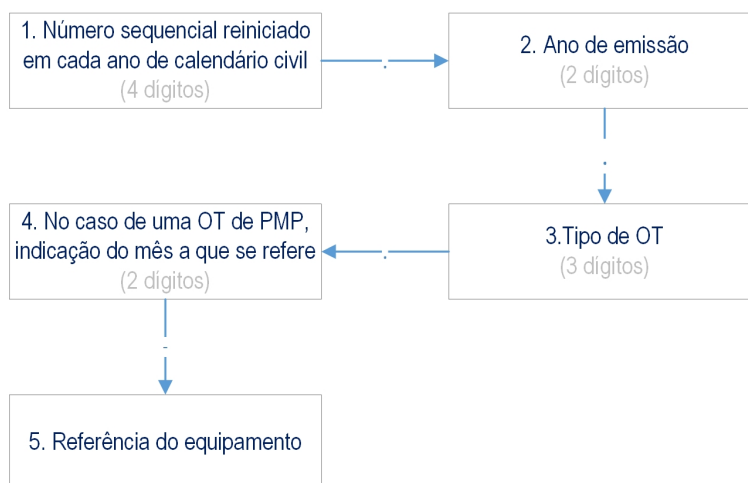 1. Número sequencial reiniciado
em cada ano de calendário civil
(4 dígitos)
.
2. Ano de emissão
(2 dígitos)
.
3.Tipo de OT
(3 dígitos)
.
4. No caso de uma OT de PMP,
indicação do mês a que se refere
(2 dígitos)
-
5. Referência do equipamento